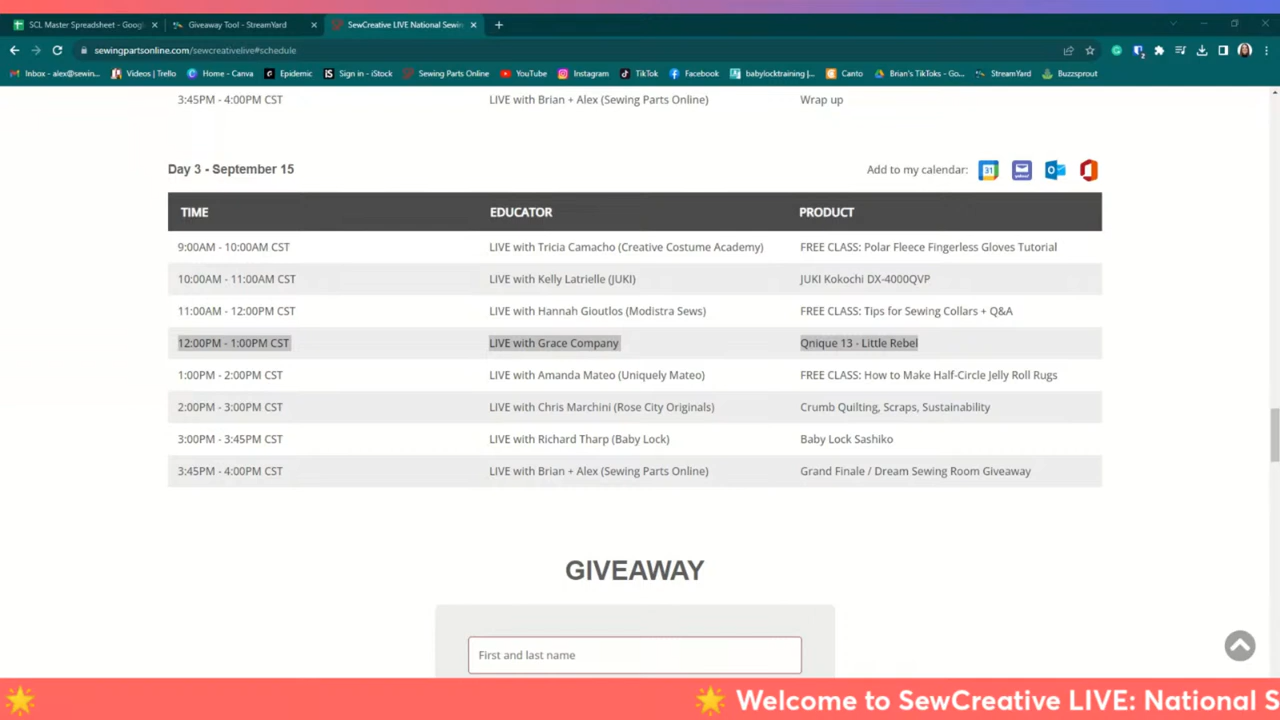 SCL Master Spreadsheet - Googl
Giveaway Tool - StreamYard
SewCreative LIVE National Sewin
sewingpartsonline.com/sewcreativelive#schedule
Inbox - alex@sewin... Videos | Trello Home - Canva Epidemic Sign in - iStock Sewing Parts Online YouTube Instagram TikTok Facebook babylocktraining |... Canto Brian's TikToks - Go... StreamYard Buzzsprout
3:45PM - 4:00PM CST LIVE with Brian + Alex (Sewing Parts Online) Wrap up
Day 3 - September 15 Add to my calendar: 31
TIME EDUCATOR PRODUCT
9:00AM - 10:00AM CST LIVE with Tricia Camacho (Creative Costume Academy) FREE CLASS: Polar Fleece Fingerless Gloves Tutorial
10:00AM - 11:00AM CST LIVE with Kelly Latrielle (JUKI) JUKI Kokochi DX-4000QVP
11:00AM - 12:00PM CST LIVE with Hannah Gioutlos (Modistra Sews) FREE CLASS: Tips for Sewing Collars + Q&A
12:00PM - 1:00PM CST LIVE with Grace Company Qnique 13 - Little Rebel
1:00PM - 2:00PM CST LIVE with Amanda Mateo (Uniquely Mateo) FREE CLASS: How to Make Half-Circle Jelly Roll Rugs
2:00PM - 3:00PM CST LIVE with Chris Marchini (Rose City Originals) Crumb Quilting, Scraps, Sustainability
3:00PM - 3:45PM CST LIVE with Richard Tharp (Baby Lock) Baby Lock Sashiko
3:45PM - 4:00PM CST LIVE with Brian + Alex (Sewing Parts Online) Grand Finale / Dream Sewing Room Giveaway
GIVEAWAY
First and last name
Welcome to SewCreative LIVE: National S